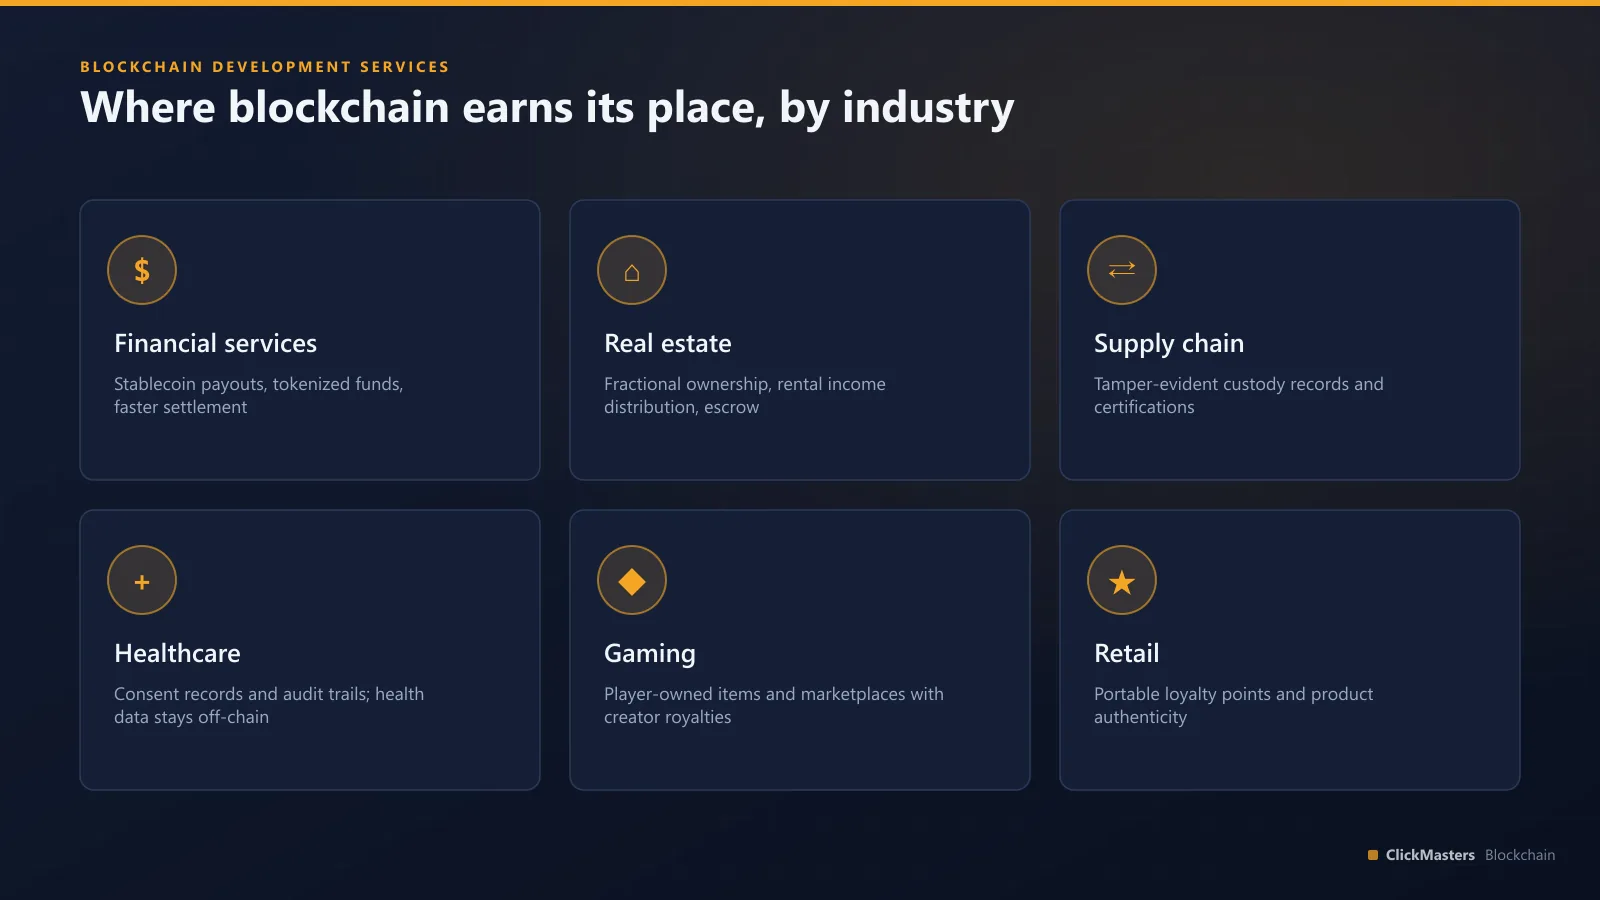 BLOCKCHAIN DEVELOPMENT SERVICES
Where blockchain earns its place, by industry
$
Financial services
Stablecoin payouts, tokenized funds,
faster settlement
Real estate
Fractional ownership, rental income
distribution, escrow
Supply chain
Tamper-evident custody records and
certifications
+
Healthcare
Consent records and audit trails; health
data stays off-chain
Gaming
Player-owned items and marketplaces with
creator royalties
Retail
Portable loyalty points and product
authenticity
ClickMasters Blockchain